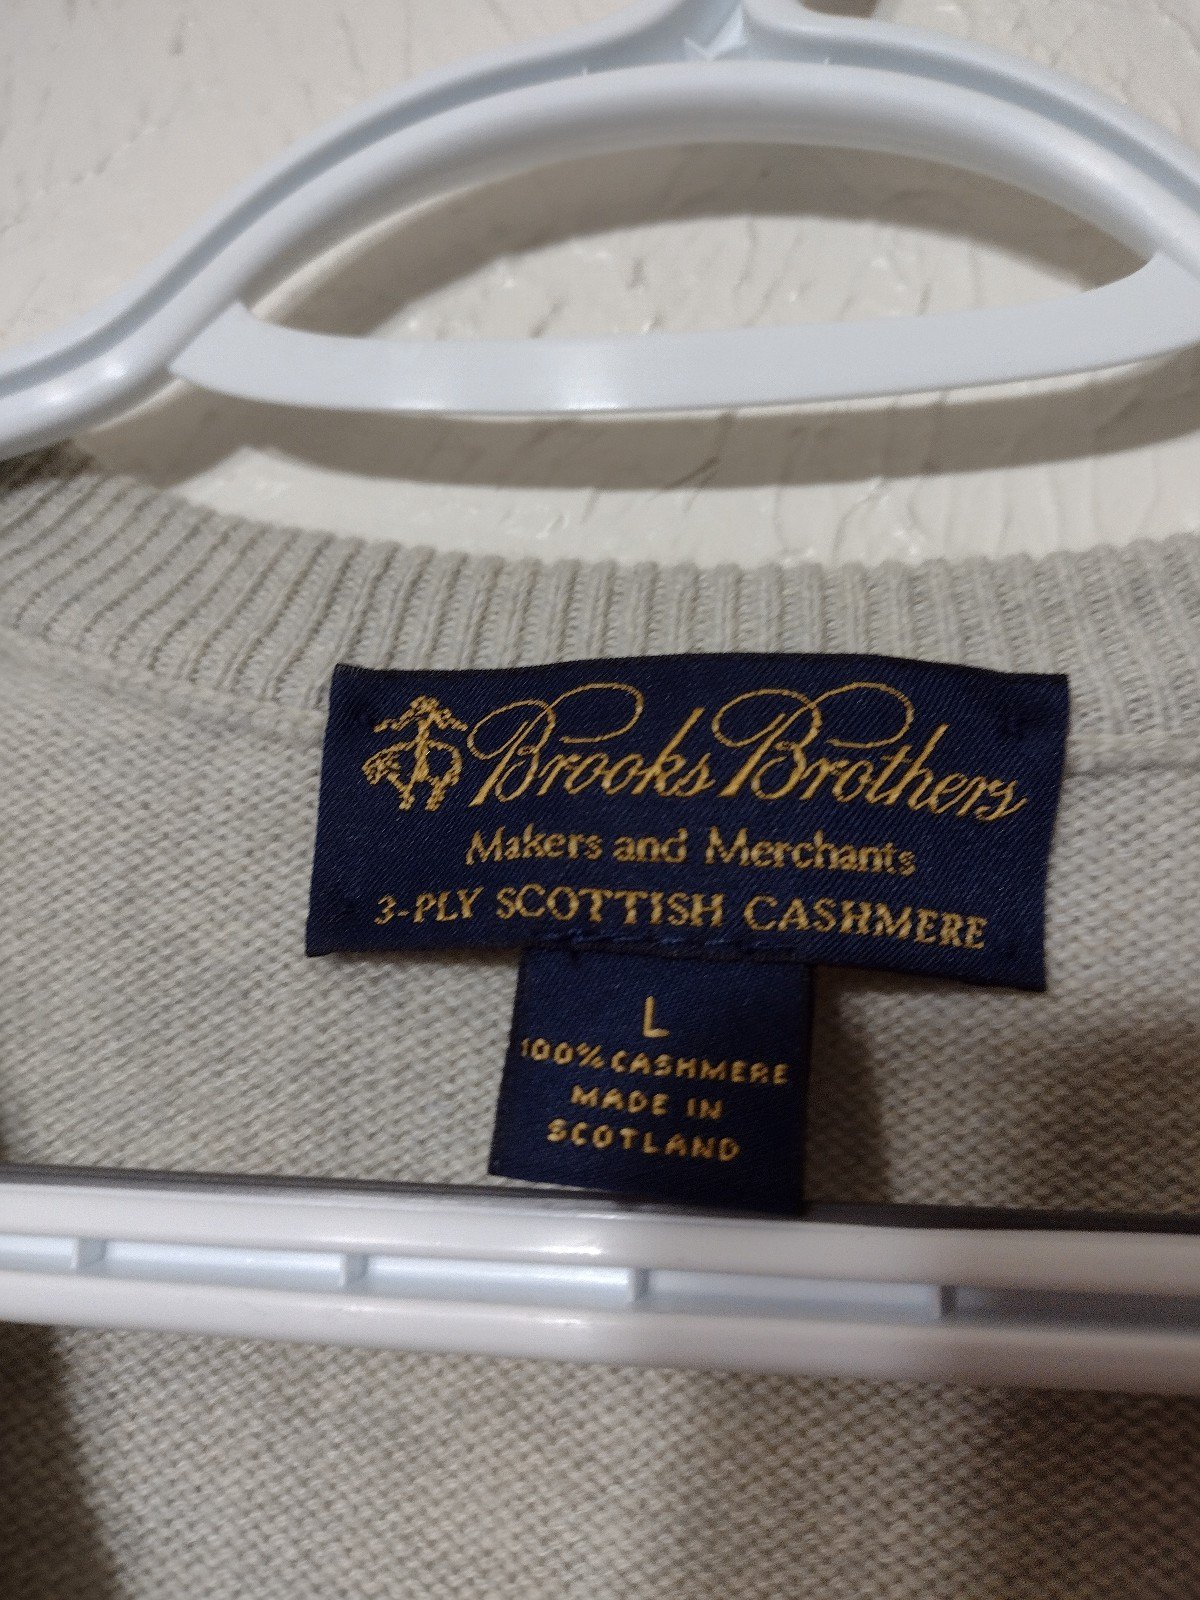 Brooks Brothers
Makers and Merchants
3-PLY SCOTTISH CASHMERE
L
100% CASHMERE
MADE IN
SCOTLAND